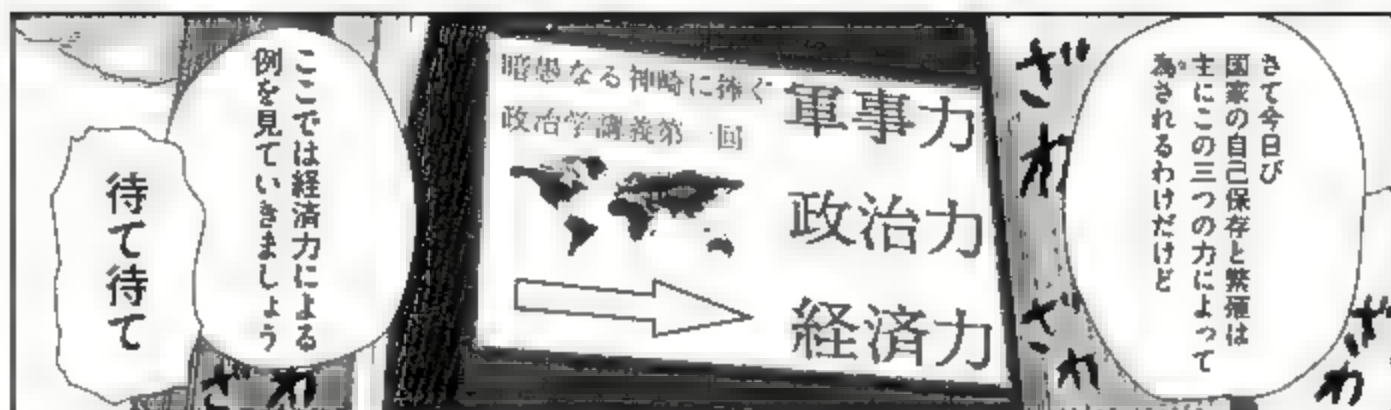 さて今日び
国家の自己保存と繁殖は
主にこの三つの力によって
為されるわけだけど
ざわ
ざわ
ざわ
暗愚なる神崎に捧ぐ
政治学講義第一回
軍事力
政治力
経済力
ここでは経済力による
例を見ていきましょう
ざわ
待て待て